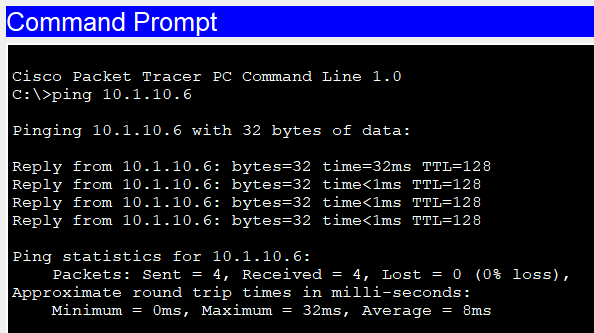 Command Prompt
Cisco Packet Tracer PC Command Line 1.0
C:\>ping 10.1.10.6
Pinging 10.1.10.6 with 32 bytes of data:
Reply from 10.1.10.6: bytes=32 time=32ms TTL=128
Reply from 10.1.10.6: bytes=32 time<1ms TTL=128
Reply from 10.1.10.6: bytes=32 time<1ms TTL=128
Reply from 10.1.10.6: bytes=32 time<1ms TTL=128
Ping statistics for 10.1.10.6:
Packets: Sent = 4, Received = 4, Lost = 0 (0% loss),
Approximate round trip times in milli-seconds:
Minimum = 0ms, Maximum = 32ms, Average = 8ms